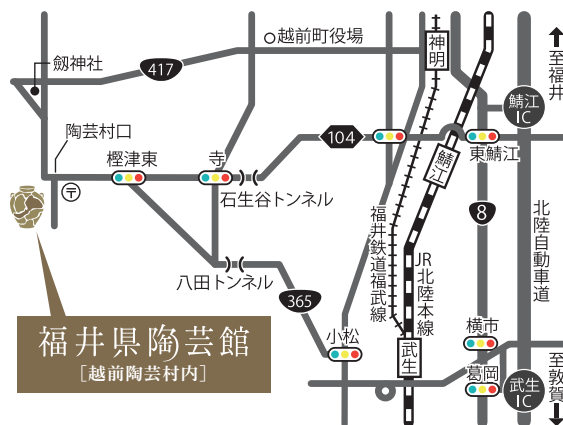 越前町役場
神明
至福井
劔神社
417
鯖江IC
陶芸村口
樫津東
寺
104
東鯖江
鯖江
〒
石生谷トンネル
8
福井鉄道福武線
北陸自動車道
JR北陸本線
八田トンネル
365
小松
横市
福井県陶芸館
［越前陶芸村内］
武生
葛岡
武生IC
至敦賀